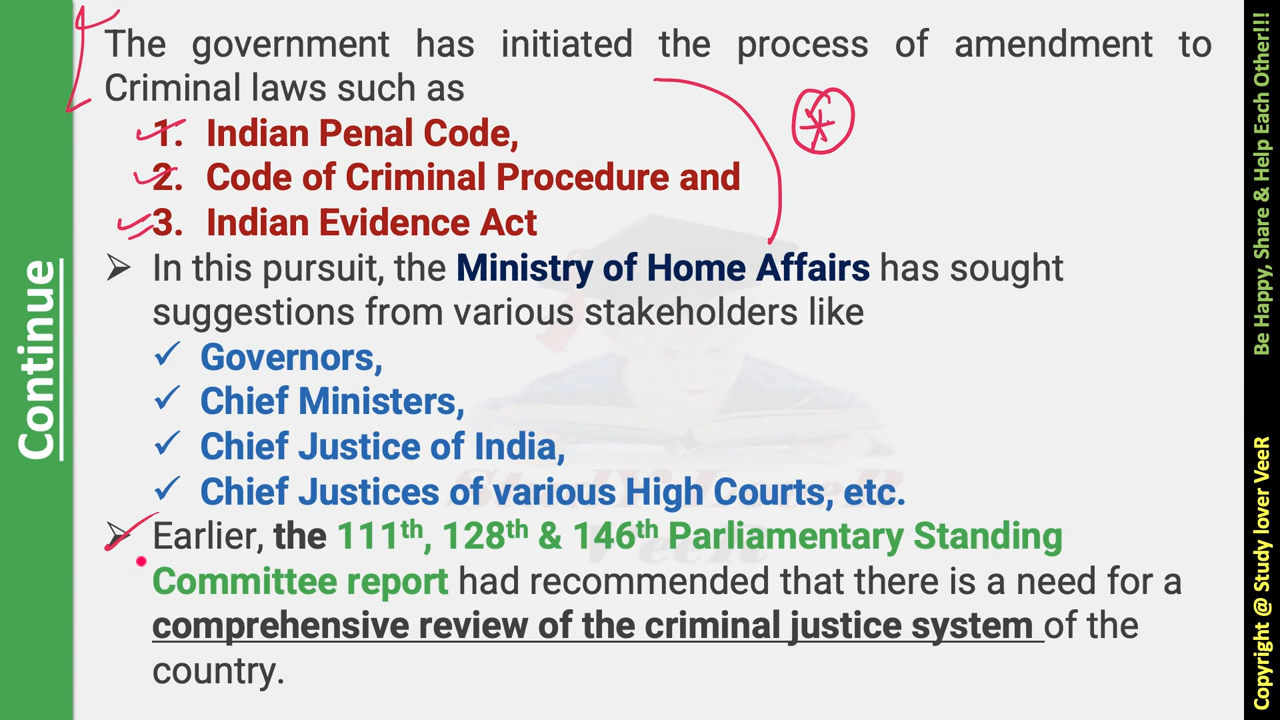 Continue
The government has initiated the process of amendment to
Criminal laws such as
1. Indian Penal Code,
2. Code of Criminal Procedure and
3. Indian Evidence Act
➢ In this pursuit, the Ministry of Home Affairs has sought
suggestions from various stakeholders like
✓ Governors,
✓ Chief Ministers,
✓ Chief Justice of India,
✓ Chief Justices of various High Courts, etc.
➢ Earlier, the 111th, 128th & 146th Parliamentary Standing
Committee report had recommended that there is a need for a
comprehensive review of the criminal justice system of the
country.
Study LoveR
VeeR
Copyright @ Study lover VeeR
Be Happy, Share & Help Each Other!!!